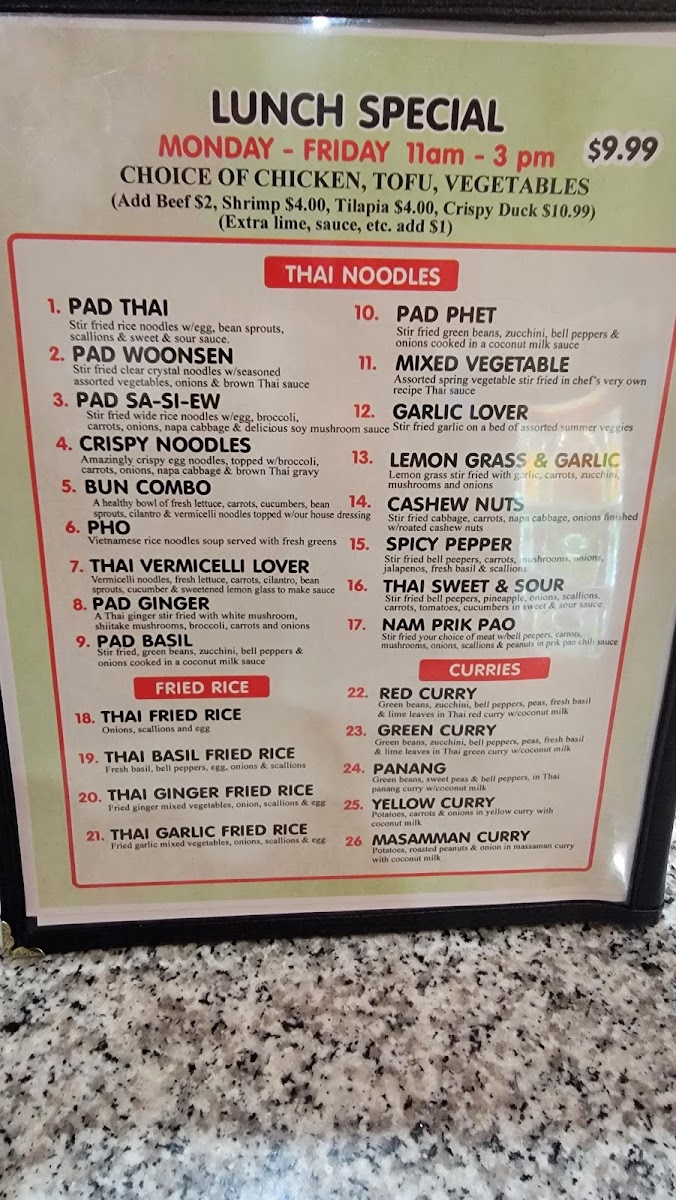 LUNCH SPECIAL
MONDAY - FRIDAY 11am - 3 pm $9.99
CHOICE OF CHICKEN, TOFU, VEGETABLES
(Add Beef $2, Shrimp $4.00, Tilapia $4.00, Crispy Duck $10.99)
(Extra lime, sauce, etc. add $1)
THAI NOODLES
1. PAD THAI
Stir fried rice noodles w/egg, bean sprouts,
scallions & sweet & sour sauce.
2. PAD WOONSEN
Stir fried clear crystal noodles w/seasoned
assorted vegetables, onions & brown Thai sauce
3. PAD SA-SI-EW
Stir fried wide rice noodles w/egg, broccoli,
carrots, onions, napa cabbage & delicious soy mushroom sauce
4. CRISPY NOODLES
Amazingly crispy egg noodles, topped w/broccoli,
carrots, onions, napa cabbage & brown Thai gravy
5. BUN COMBO
A healthy bowl of fresh lettuce, carrots, cucumbers, bean
sprouts, cilantro & vermicelli noodles topped w/our house dressing
6. PHO
Vietnamese rice noodles soup served with fresh greens
7. THAI VERMICELLI LOVER
Vermicelli noodles, fresh lettuce, carrots, cilantro, bean
sprouts, cucumber & sweetened lemon glass to make sauce
8. PAD GINGER
A Thai ginger stir fried with white mushroom,
shiitake mushrooms, broccoli, carrots and onions
9. PAD BASIL
Stir fried, green beans, zucchini, bell peppers &
onions cooked in a coconut milk sauce
10. PAD PHET
Stir fried green beans, zucchini, bell peppers &
onions cooked in a coconut milk sauce
11. MIXED VEGETABLE
Assorted spring vegetable stir fried in chef's very own
recipe Thai sauce
12. GARLIC LOVER
Stir fried garlic on a bed of assorted summer veggies
13. LEMON GRASS & GARLIC
Lemon grass stir fried with garlic, carrots, zucchini,
mushrooms and onions
14. CASHEW NUTS
Stir fried cabbage, carrots, napa cabbage, onions finished
w/roated cashew nuts
15. SPICY PEPPER
Stir fried bell peepers, carrots, mushrooms, onions,
jalapenos, fresh basil & scallions
16. THAI SWEET & SOUR
Stir fried bell peepers, pineapple, onions, scallions,
carrots, tomatoes, cucumbers in sweet & sour sauce
17. NAM PRIK PAO
Stir fried your choice of meat w/bell peepers, carrots,
mushrooms, onions, scallions & peanuts in prik pao chili sauce
FRIED RICE
18. THAI FRIED RICE
Onions, scallions and egg
19. THAI BASIL FRIED RICE
Fresh basil, bell peppers, egg, onions & scallions
20. THAI GINGER FRIED RICE
Fried ginger mixed vegetables, onion, scallions & egg
21. THAI GARLIC FRIED RICE
Fried garlic mixed vegetables, onions, scallions & egg
CURRIES
22. RED CURRY
Green beans, zucchini, bell peppers, peas, fresh basil
& lime leaves in Thai red curry w/coconut milk
23. GREEN CURRY
Green beans, zucchini, bell peppers, peas, fresh basil
& lime leaves in Thai green curry w/coconut milk
24. PANANG
Green beans, sweet peas & bell peppers, in Thai
panang curry w/coconut milk
25. YELLOW CURRY
Potatoes, carrots & onions in yellow curry with
coconut milk
26 MASAMMAN CURRY
Potatoes, roasted peanuts & onion in massaman curry
with coconut milk